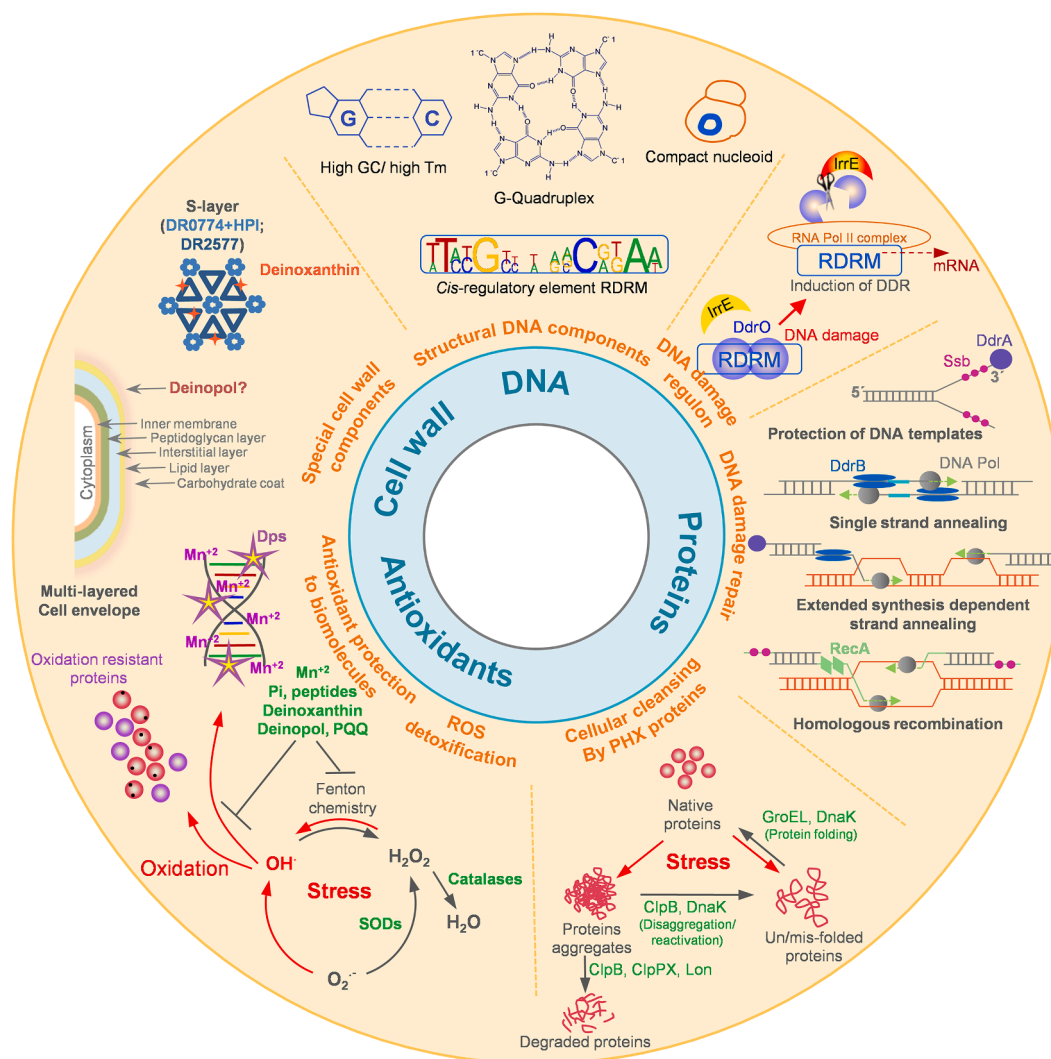 High GC/ high Tm
G
C
1´C
C´1
1´C
C´1
N
H
O
G-Quadruplex
Compact nucleoid
Cis-regulatory element RDRM
IrrE
RNA Pol II complex
RDRM
mRNA
Induction of DDR
IrrE
DdrO
RDRM
DNA damage
S-layer
(DR0774+HPI;
DR2577)
Deinoxanthin
Deinopol?
Inner membrane
Peptidoglycan layer
Interstitial layer
Lipid layer
Carbohydrate coat
Cytoplasm
Multi-layered
Cell envelope
Special cell wall
components
Structural DNA components
DNA damage
regulon
DNA damage repair
Cellular cleansing
By PHX proteins
ROS
detoxification
Antioxidant protection
to biomolecules
DNA
Cell wall
Proteins
Antioxidants
DdrA
Ssb
3´
5´
Protection of DNA templates
DdrB
DNA Pol
Single strand annealing
Extended synthesis dependent
strand annealing
RecA
Homologous recombination
Dps
Mn+2
Mn+2
Mn+2
Mn+2
Mn+2
Oxidation resistant
proteins
Mn+2
Pi, peptides
Deinoxanthin
Deinopol, PQQ
Fenton
chemistry
Oxidation
OH·
H2O2
Stress
Catalases
SODs
H2O
O2·-
Native
proteins
GroEL, DnaK
(Protein folding)
Stress
ClpB, DnaK
(Disaggregation/
reactivation)
Proteins
aggregates
Un/mis-folded
proteins
ClpB, ClpPX, Lon
Degraded proteins